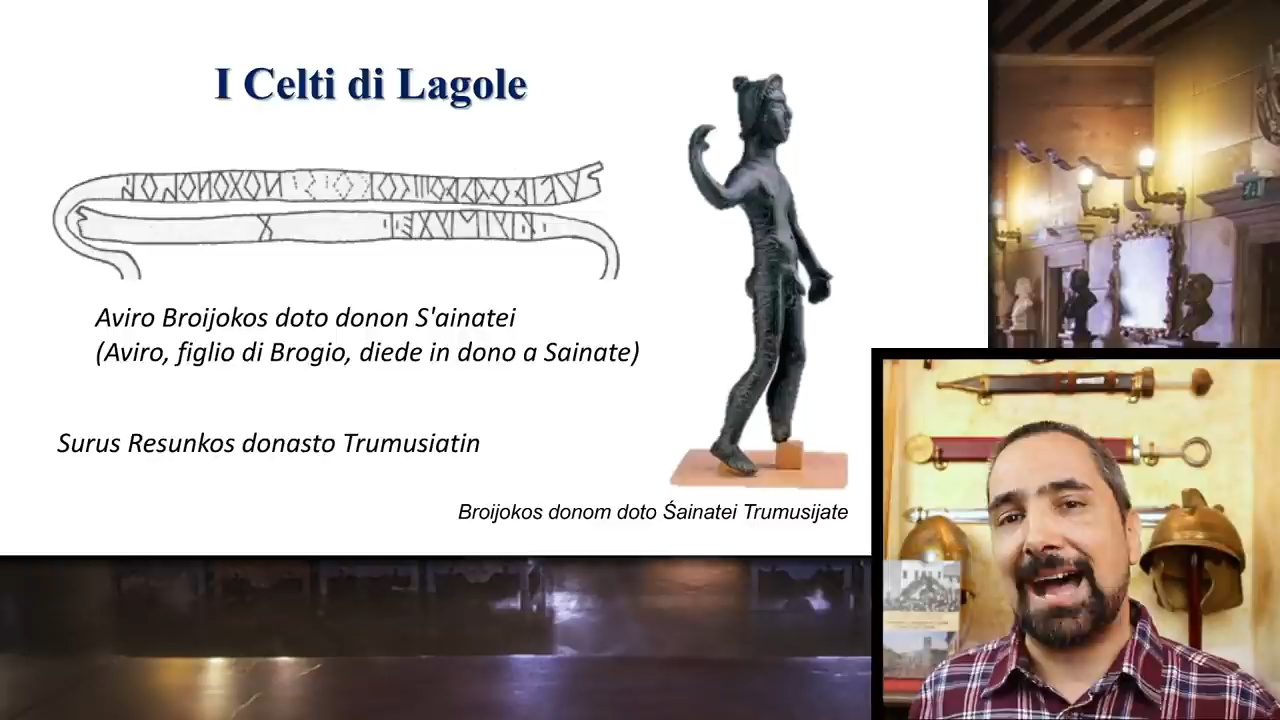 I Celti di Lagole
Aviro Broijokos doto donon S'ainatei
(Aviro, figlio di Brogio, diede in dono a Sainate)
Surus Resunkos donasto Trumusiatin
Broijokos donom doto Śainatei Trumusijate